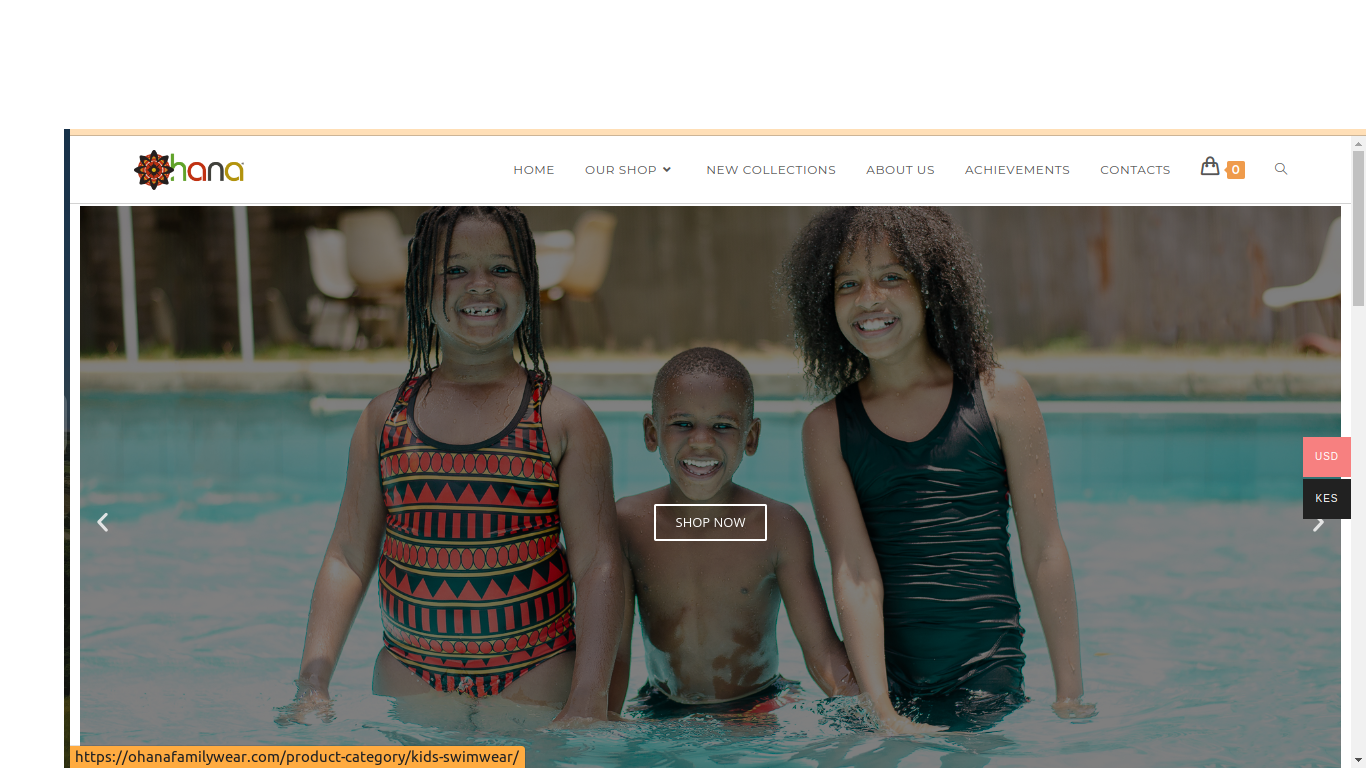 Ohana
HOME OUR SHOP NEW COLLECTIONS ABOUT US ACHIEVEMENTS CONTACTS 0
USD
KES
SHOP NOW
https://ohanafamilywear.com/product-category/kids-swimwear/